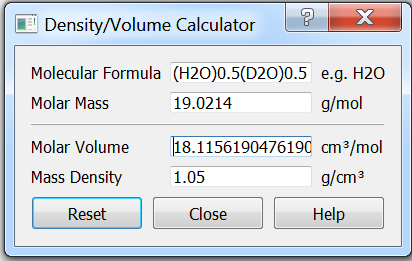 Density/Volume Calculator
Molecular Formula (H2O)0.5(D2O)0.5 e.g. H2O
Molar Mass 19.0214 g/mol
Molar Volume 18.1156190476190 cm³/mol
Mass Density 1.05 g/cm³
Reset Close Help